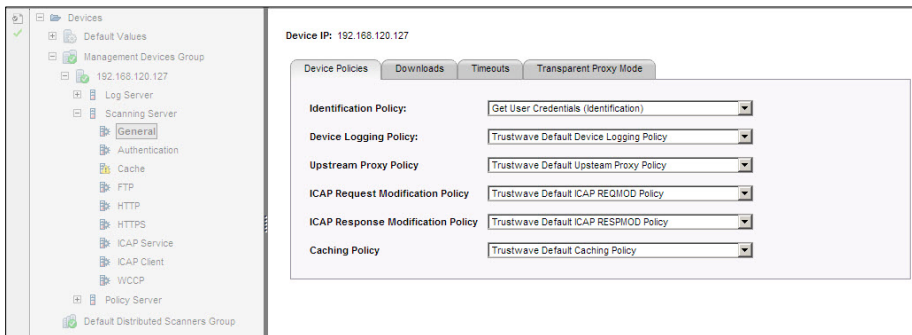 Devices
Default Values
Management Devices Group
192.168.120.127
Log Server
Scanning Server
General
Authentication
Cache
FTP
HTTP
HTTPS
ICAP Service
ICAP Client
WCCP
Policy Server
Default Distributed Scanners Group
Device IP: 192.168.120.127
Device Policies Downloads Timeouts Transparent Proxy Mode
Identification Policy: Get User Credentials (Identification)
Device Logging Policy: Trustwave Default Device Logging Policy
Upstream Proxy Policy Trustwave Default Upsteam Proxy Policy
ICAP Request Modification Policy Trustwave Default ICAP REQMOD Policy
ICAP Response Modification Policy Trustwave Default ICAP RESPMOD Policy
Caching Policy Trustwave Default Caching Policy